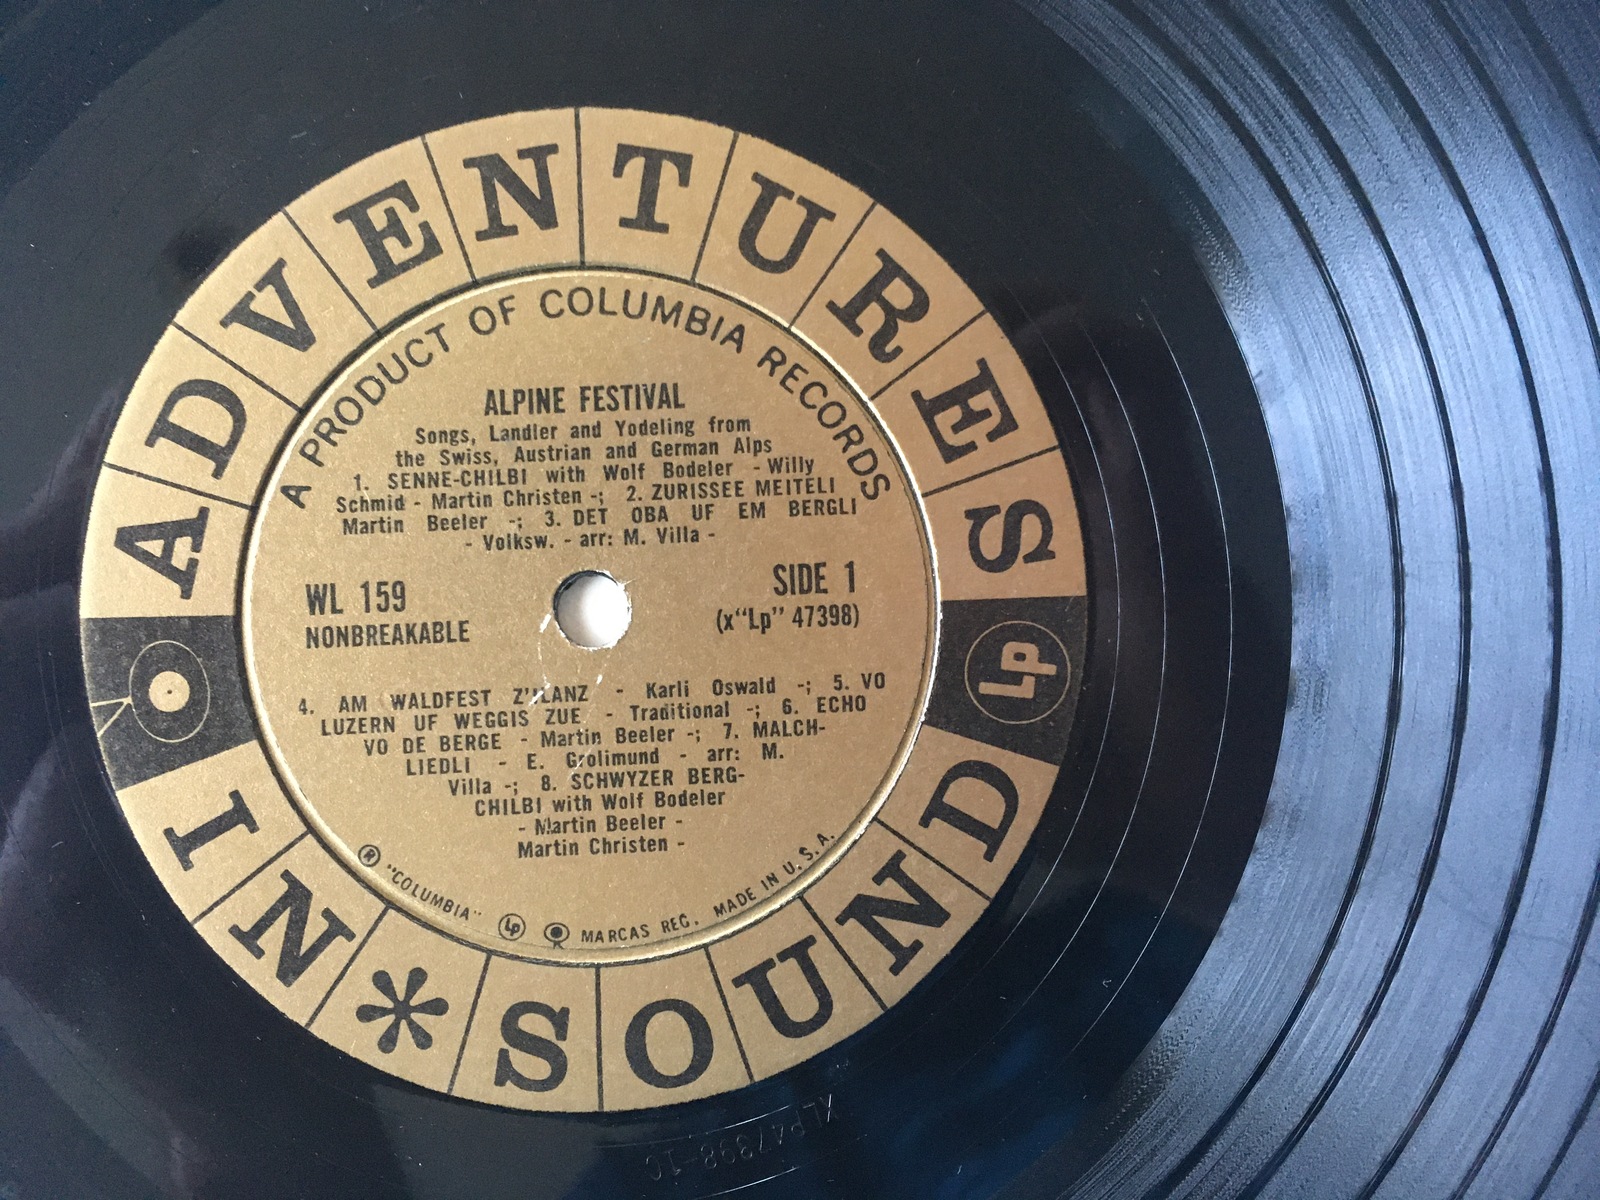 ADVENTURES
IN * SOUND
Lp
A PRODUCT OF COLUMBIA RECORDS
ALPINE FESTIVAL
Songs, Landler and Yodeling from
the Swiss, Austrian and German Alps
1. SENNE-CHILBI with Wolf Bodeler - Willy
Schmid - Martin Christen -; 2. ZURISSEE MEITELI
Martin Beeler -; 3. DET OBA UF EM BERGLI
- Volksw. - arr: M. Villa -
WL 159
NONBREAKABLE
SIDE 1
(x"Lp" 47398)
4. AM WALDFEST - Karli Oswald -; 5. VO
LUZERN UF WEGGIS ZUE - Traditional -; 6. ECHO
VO DE BERGE - Martin Beeler -; 7. MALCH-
LIEDLI - E. Grolimund - arr: M.
Villa -; 8. SCHWYZER BERG-
CHILBI with Wolf Bodeler
- Martin Beeler -
Martin Christen -
® "COLUMBIA" Lp MARCAS REG. MADE IN U. S. A.
XLP47398-1C